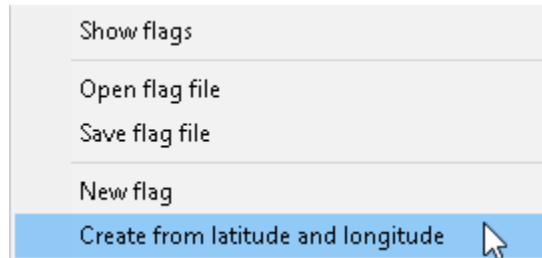 Show flags
Open flag file
Save flag file
New flag
Create from latitude and longitude